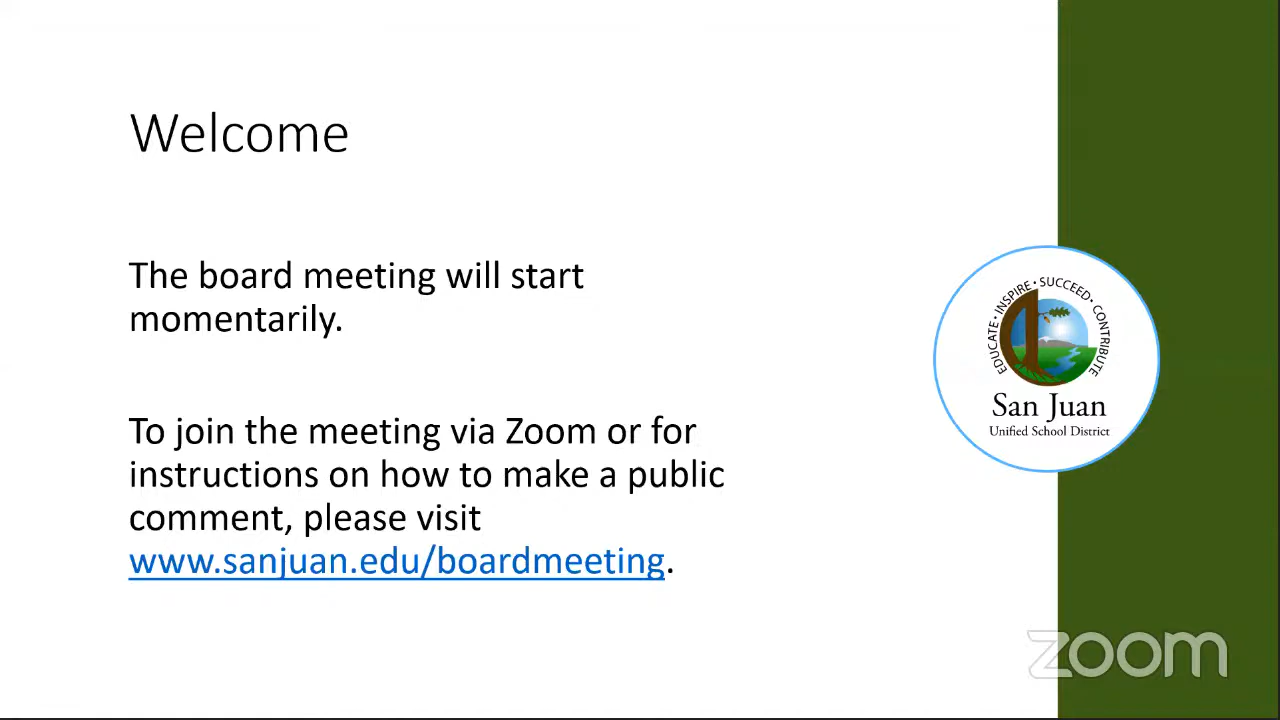 Welcome
The board meeting will start
momentarily.
To join the meeting via Zoom or for
instructions on how to make a public
comment, please visit
www.sanjuan.edu/boardmeeting.
EDUCATE • INSPIRE • SUCCEED • CONTRIBUTE
San Juan
Unified School District
zoom